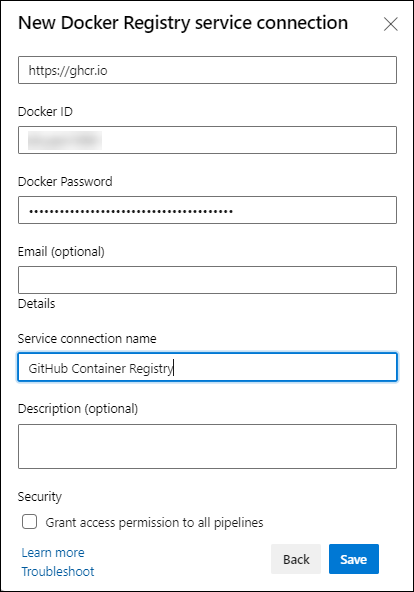 New Docker Registry service connection
https://ghcr.io
Docker ID
Docker Password
••••••••••••••••••••••••••••••••••••••••
Email (optional)
Details
Service connection name
GitHub Container Registry
Description (optional)
Security
Grant access permission to all pipelines
Learn more
Troubleshoot
Back
Save